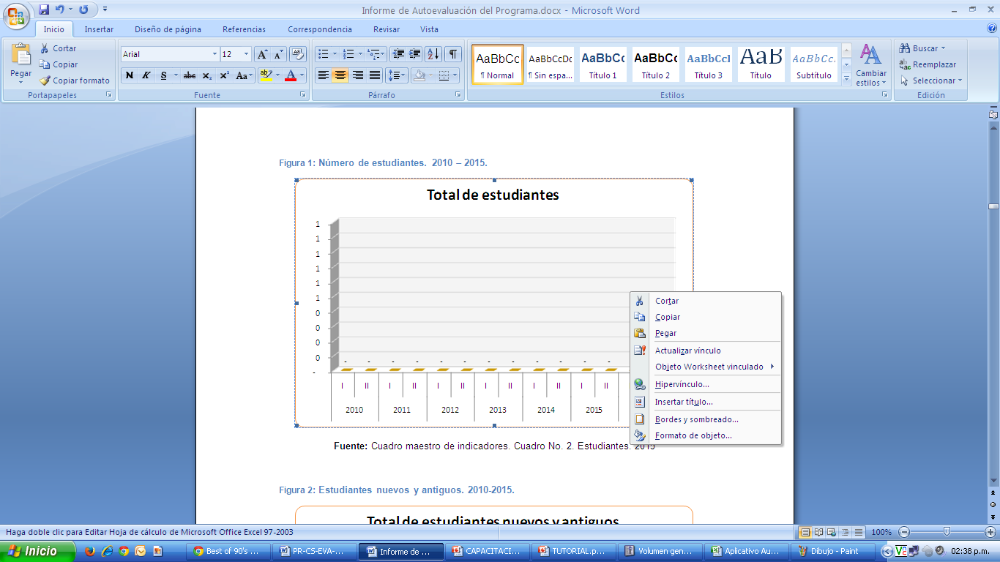 Informe de Autoevaluación del Programa.docx - Microsoft Word
Inicio Insertar Diseño de página Referencias Correspondencia Revisar Vista
Pegar
Cortar
Copiar
Copiar formato
Portapapeles
Arial 12
N K S abc x₂ x² Aa ab A
Fuente
Párrafo
AaBbCc AaBbCcDc AaBbCc AaBbCc AaBbCcI AaB AaBbCc.
¶ Normal ¶ Sin espa... Título 1 Título 2 Título 3 Título Subtítulo
Cambiar estilos
Estilos
Buscar
Reemplazar
Seleccionar
Edición
Figura 1: Número de estudiantes. 2010 – 2015.
Total de estudiantes
1
1
1
1
1
1
0
0
0
0
-
- - - - - - - - - - - -
I II I II I II I II I II I II
2010 2011 2012 2013 2014 2015
Cortar
Copiar
Pegar
Actualizar vínculo
Objeto Worksheet vinculado
Hipervínculo...
Insertar título...
Bordes y sombreado...
Formato de objeto...
Fuente: Cuadro maestro de indicadores. Cuadro No. 2. Estudiantes. 2015
Figura 2: Estudiantes nuevos y antiguos. 2010-2015.
Total de estudiantes nuevos y antiguos
Haga doble clic para Editar Hoja de cálculo de Microsoft Office Excel 97-2003
100%
Inicio
Best of 90's ... PR-CS-EVA-... Informe de ... CAPACITACI... TUTORIAL.p... Volumen gen... Aplicativo Au... Dibujo - Paint
02:38 p.m.